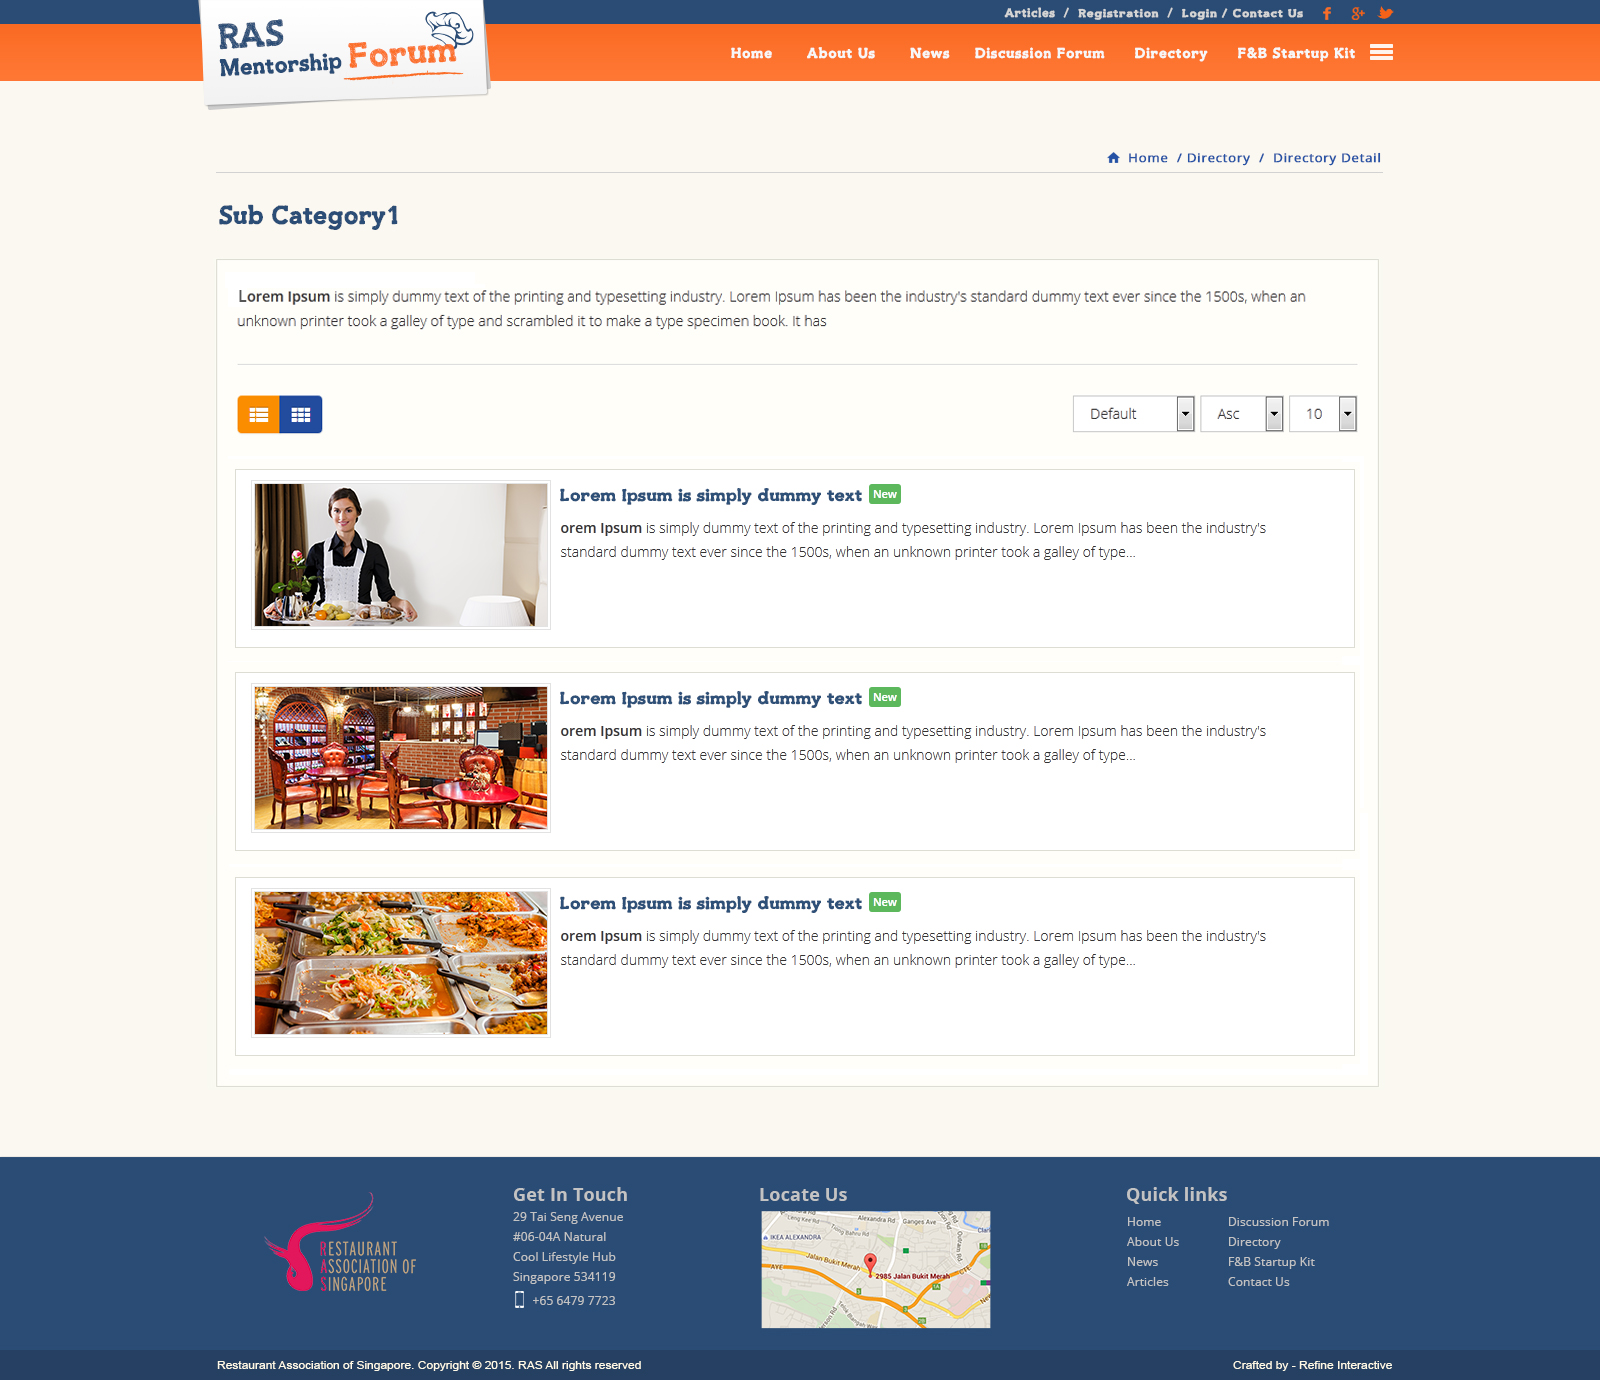 Articles / Registration / Login / Contact Us
RAS
Mentorship Forum
Home About Us News Discussion Forum Directory F&B Startup Kit
Home / Directory / Directory Detail
Sub Category1
Lorem Ipsum is simply dummy text of the printing and typesetting industry. Lorem Ipsum has been the industry's standard dummy text ever since the 1500s, when an
unknown printer took a galley of type and scrambled it to make a type specimen book. It has
Default Asc 10
Lorem Ipsum is simply dummy text New
orem Ipsum is simply dummy text of the printing and typesetting industry. Lorem Ipsum has been the industry's
standard dummy text ever since the 1500s, when an unknown printer took a galley of type...
Lorem Ipsum is simply dummy text New
orem Ipsum is simply dummy text of the printing and typesetting industry. Lorem Ipsum has been the industry's
standard dummy text ever since the 1500s, when an unknown printer took a galley of type...
Lorem Ipsum is simply dummy text New
orem Ipsum is simply dummy text of the printing and typesetting industry. Lorem Ipsum has been the industry's
standard dummy text ever since the 1500s, when an unknown printer took a galley of type...
RESTAURANT
ASSOCIATION OF
SINGAPORE
Get In Touch
29 Tai Seng Avenue
#06-04A Natural
Cool Lifestyle Hub
Singapore 534119
+65 6479 7723
Locate Us
Alexandra Rd
Leng Kee Rd
Ganges Ave
Tiong Bahru Rd
IKEA ALEXANDRA
Outram Rd
Jalan Bukit Merah
AYE
2985 Jalan Bukit Merah
CTE
Quick links
Home
About Us
News
Articles
Discussion Forum
Directory
F&B Startup Kit
Contact Us
Restaurant Association of Singapore. Copyright © 2015. RAS All rights reserved
Crafted by - Refine Interactive